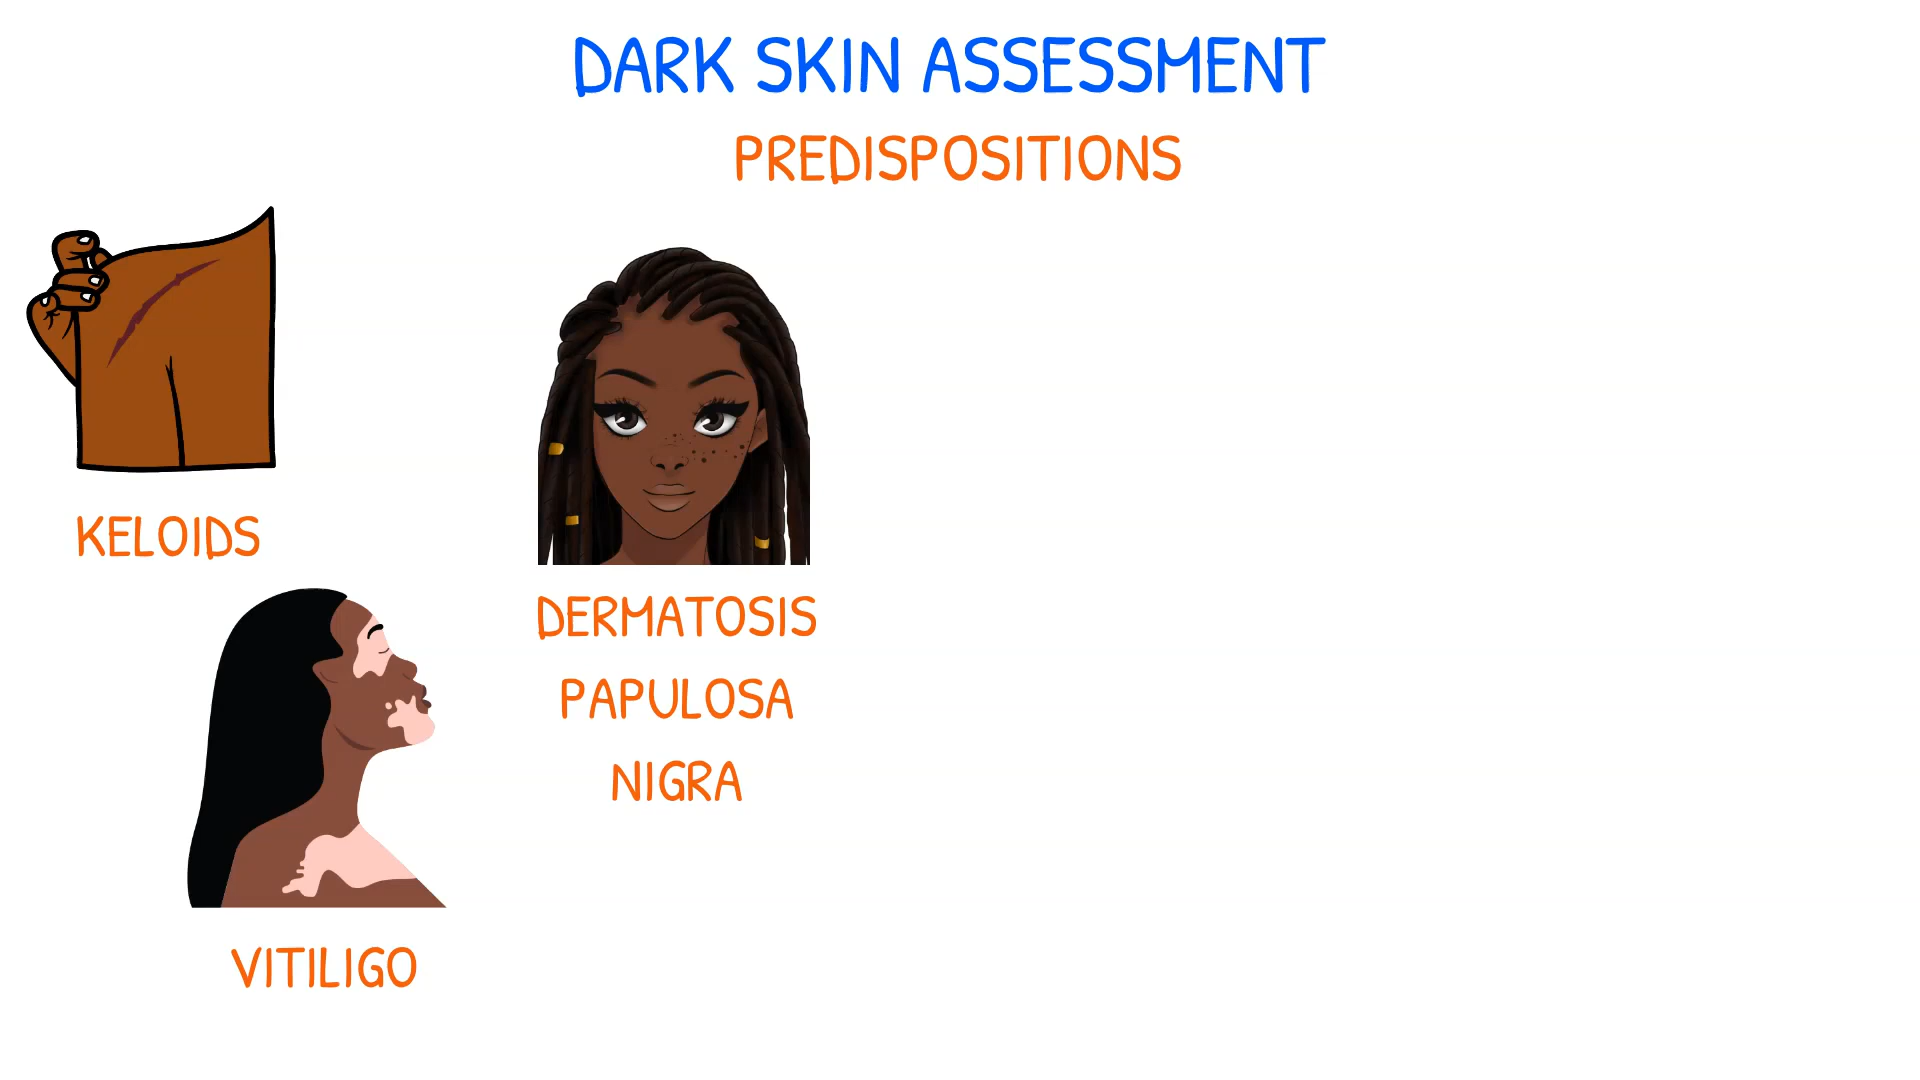 DARK SKIN ASSESSMENT
PREDISPOSITIONS
KELOIDS
VITILIGO
DERMATOSIS
PAPULOSA
NIGRA